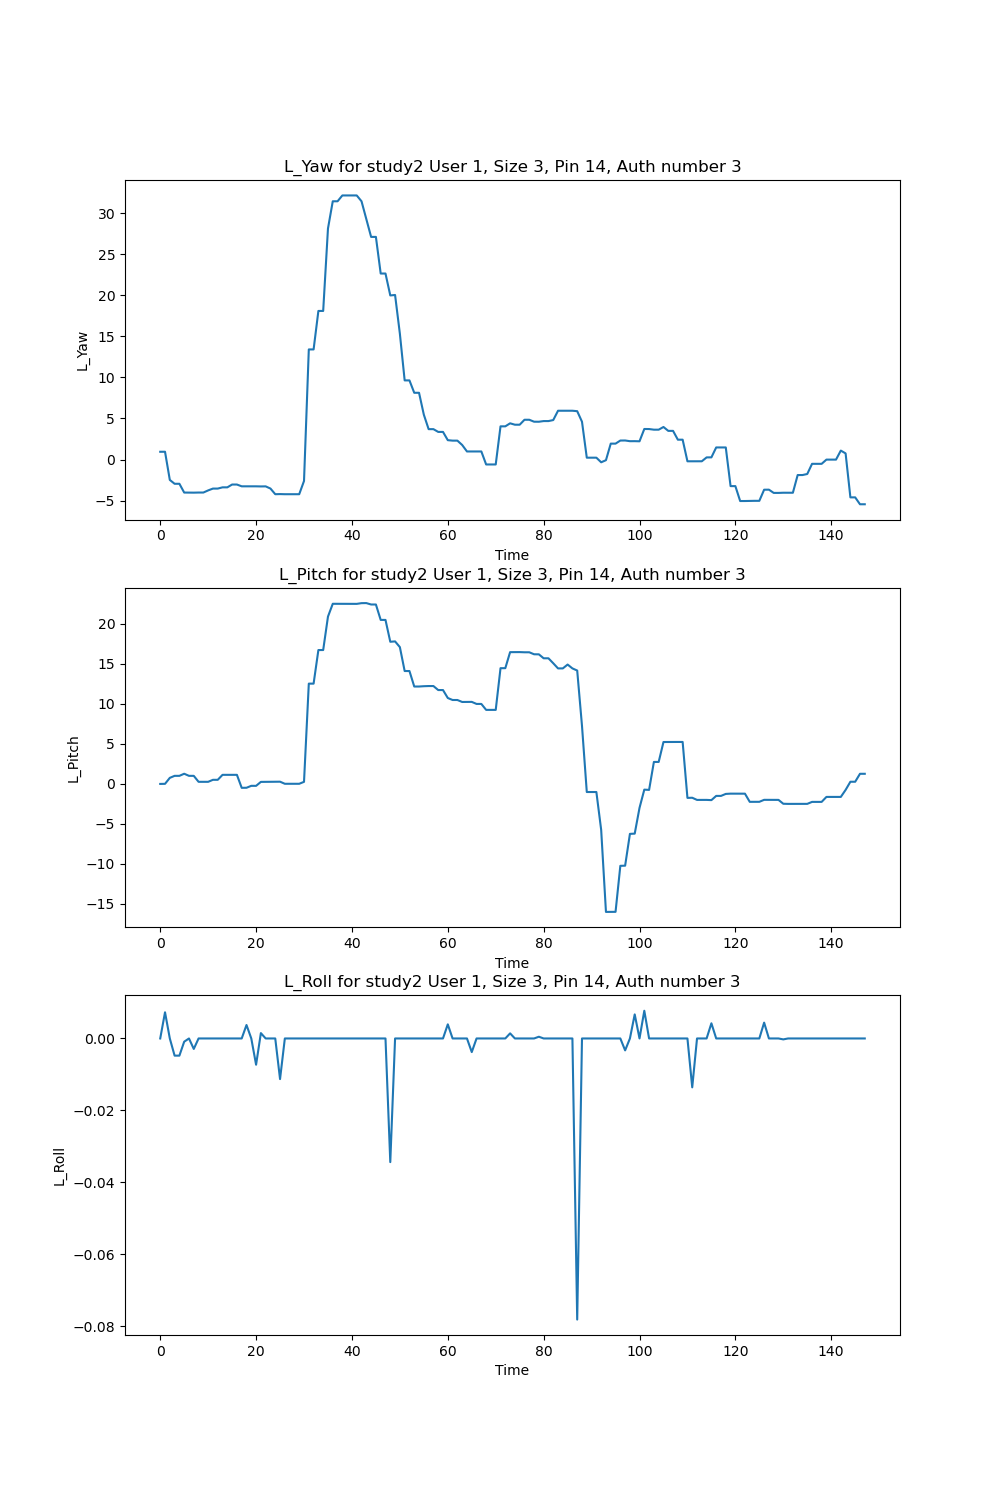 L_Yaw for study2 User 1, Size 3, Pin 14, Auth number 3
30
25
20
15
10
5
0
−5
L_Yaw
0 20 40 60 80 100 120 140
Time
L_Pitch for study2 User 1, Size 3, Pin 14, Auth number 3
20
15
10
5
0
−5
−10
−15
L_Pitch
0 20 40 60 80 100 120 140
Time
L_Roll for study2 User 1, Size 3, Pin 14, Auth number 3
0.00
−0.02
−0.04
−0.06
−0.08
L_Roll
0 20 40 60 80 100 120 140
Time